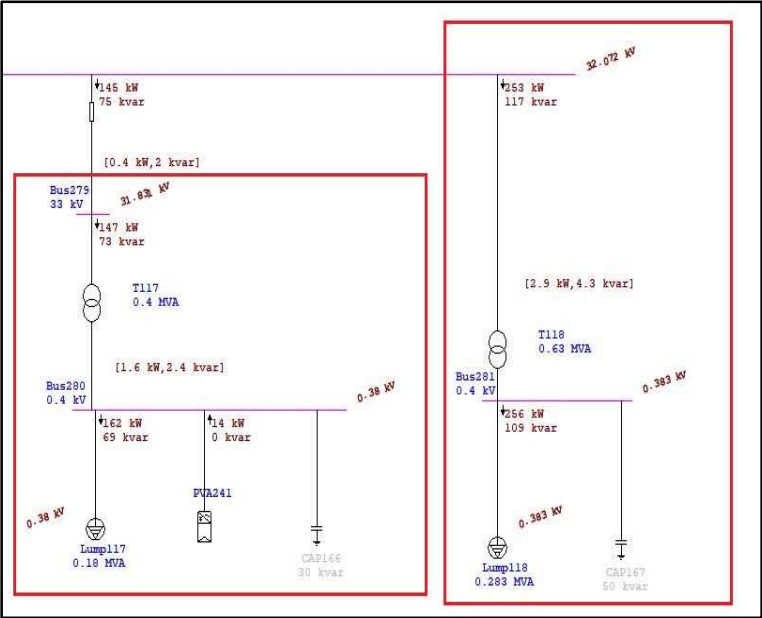 32.072 kV
145 kW
75 kvar
253 kW
117 kvar
[0.4 kW,2 kvar]
Bus279
33 kV
31.831 kV
147 kW
73 kvar
T117
0.4 MVA
[2.9 kW,4.3 kvar]
T118
0.63 MVA
[1.6 kW,2.4 kvar]
Bus280
0.4 kV
0.38 kV
Bus281
0.4 kV
0.383 kV
162 kW
69 kvar
14 kW
0 kvar
256 kW
109 kvar
PVA241
0.38 kV
0.383 kV
Lump117
0.18 MVA
CAP166
30 kvar
Lump118
0.283 MVA
CAP167
50 kvar